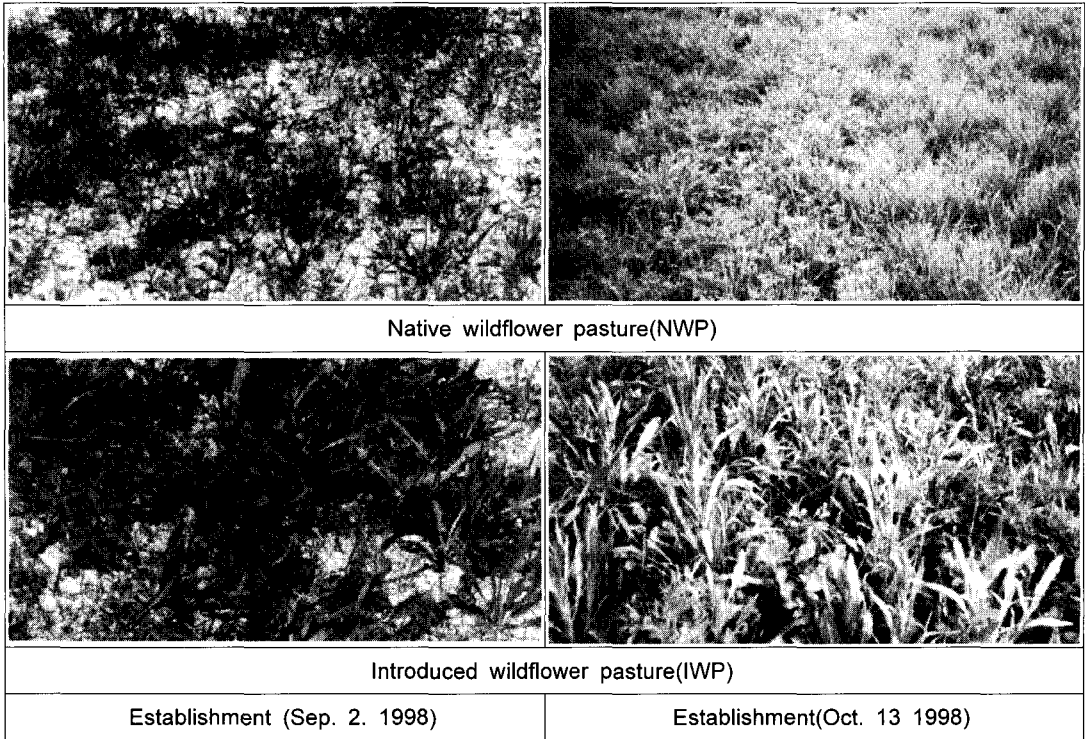 Native wildflower pasture(NWP)
Introduced wildflower pasture(IWP)
Establishment (Sep. 2. 1998)
Establishment(Oct. 13 1998)